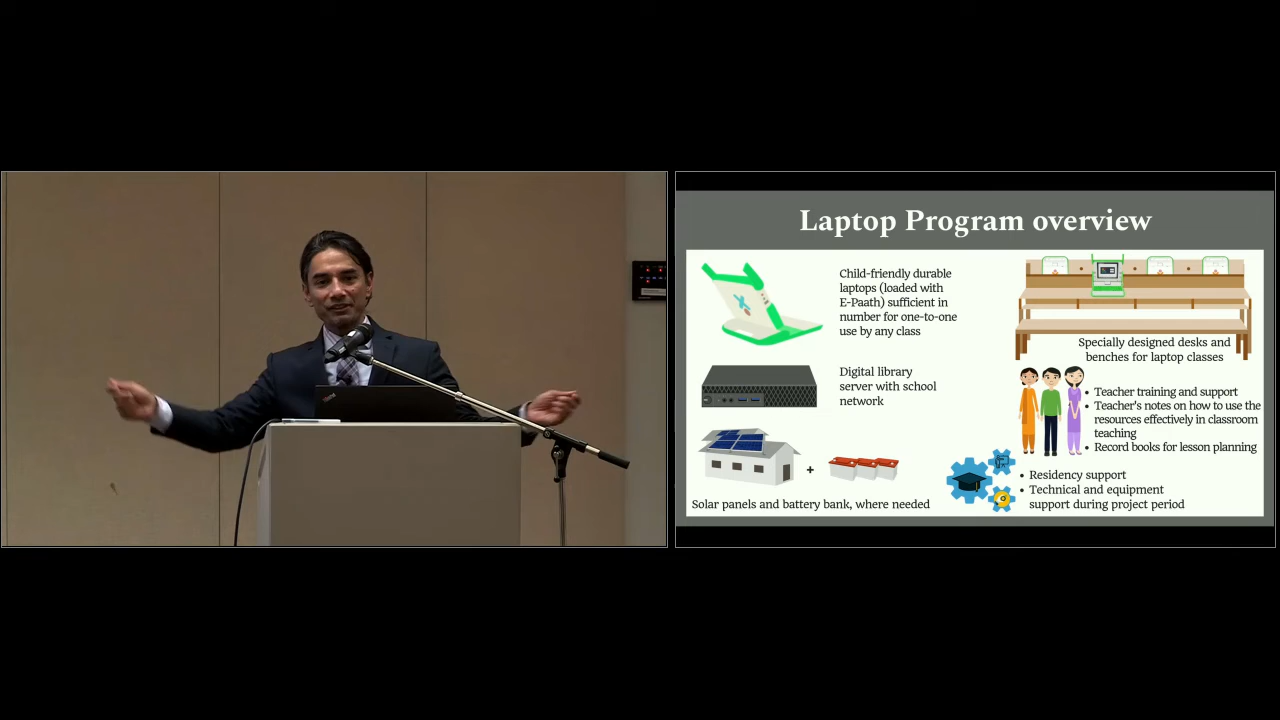 Laptop Program overview
Child-friendly durable
laptops (loaded with
E-Paath) sufficient in
number for one-to-one
use by any class
Digital library
server with school
network
+
Solar panels and battery bank, where needed
Specially designed desks and
benches for laptop classes
• Teacher training and support
• Teacher's notes on how to use the
resources effectively in classroom
teaching
• Record books for lesson planning
• Residency support
• Technical and equipment
support during project period